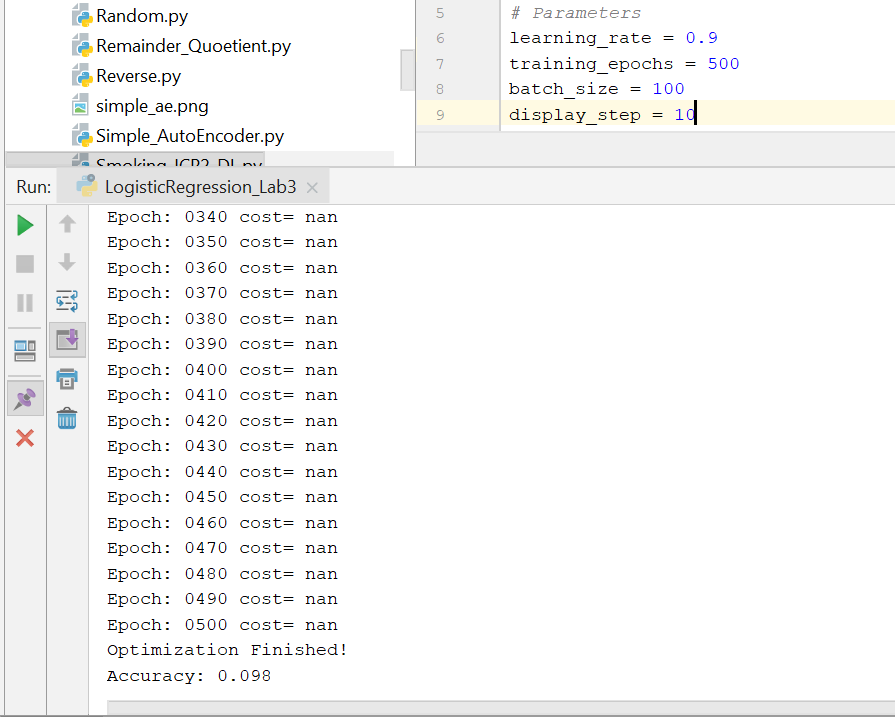 Random.py
Remainder_Quoetient.py
Reverse.py
simple_ae.png
Simple_AutoEncoder.py
Smoking_ICP2_DL.py
5 # Parameters
6 learning_rate = 0.9
7 training_epochs = 500
8 batch_size = 100
9 display_step = 10
Run: LogisticRegression_Lab3
Epoch: 0340 cost= nan
Epoch: 0350 cost= nan
Epoch: 0360 cost= nan
Epoch: 0370 cost= nan
Epoch: 0380 cost= nan
Epoch: 0390 cost= nan
Epoch: 0400 cost= nan
Epoch: 0410 cost= nan
Epoch: 0420 cost= nan
Epoch: 0430 cost= nan
Epoch: 0440 cost= nan
Epoch: 0450 cost= nan
Epoch: 0460 cost= nan
Epoch: 0470 cost= nan
Epoch: 0480 cost= nan
Epoch: 0490 cost= nan
Epoch: 0500 cost= nan
Optimization Finished!
Accuracy: 0.098